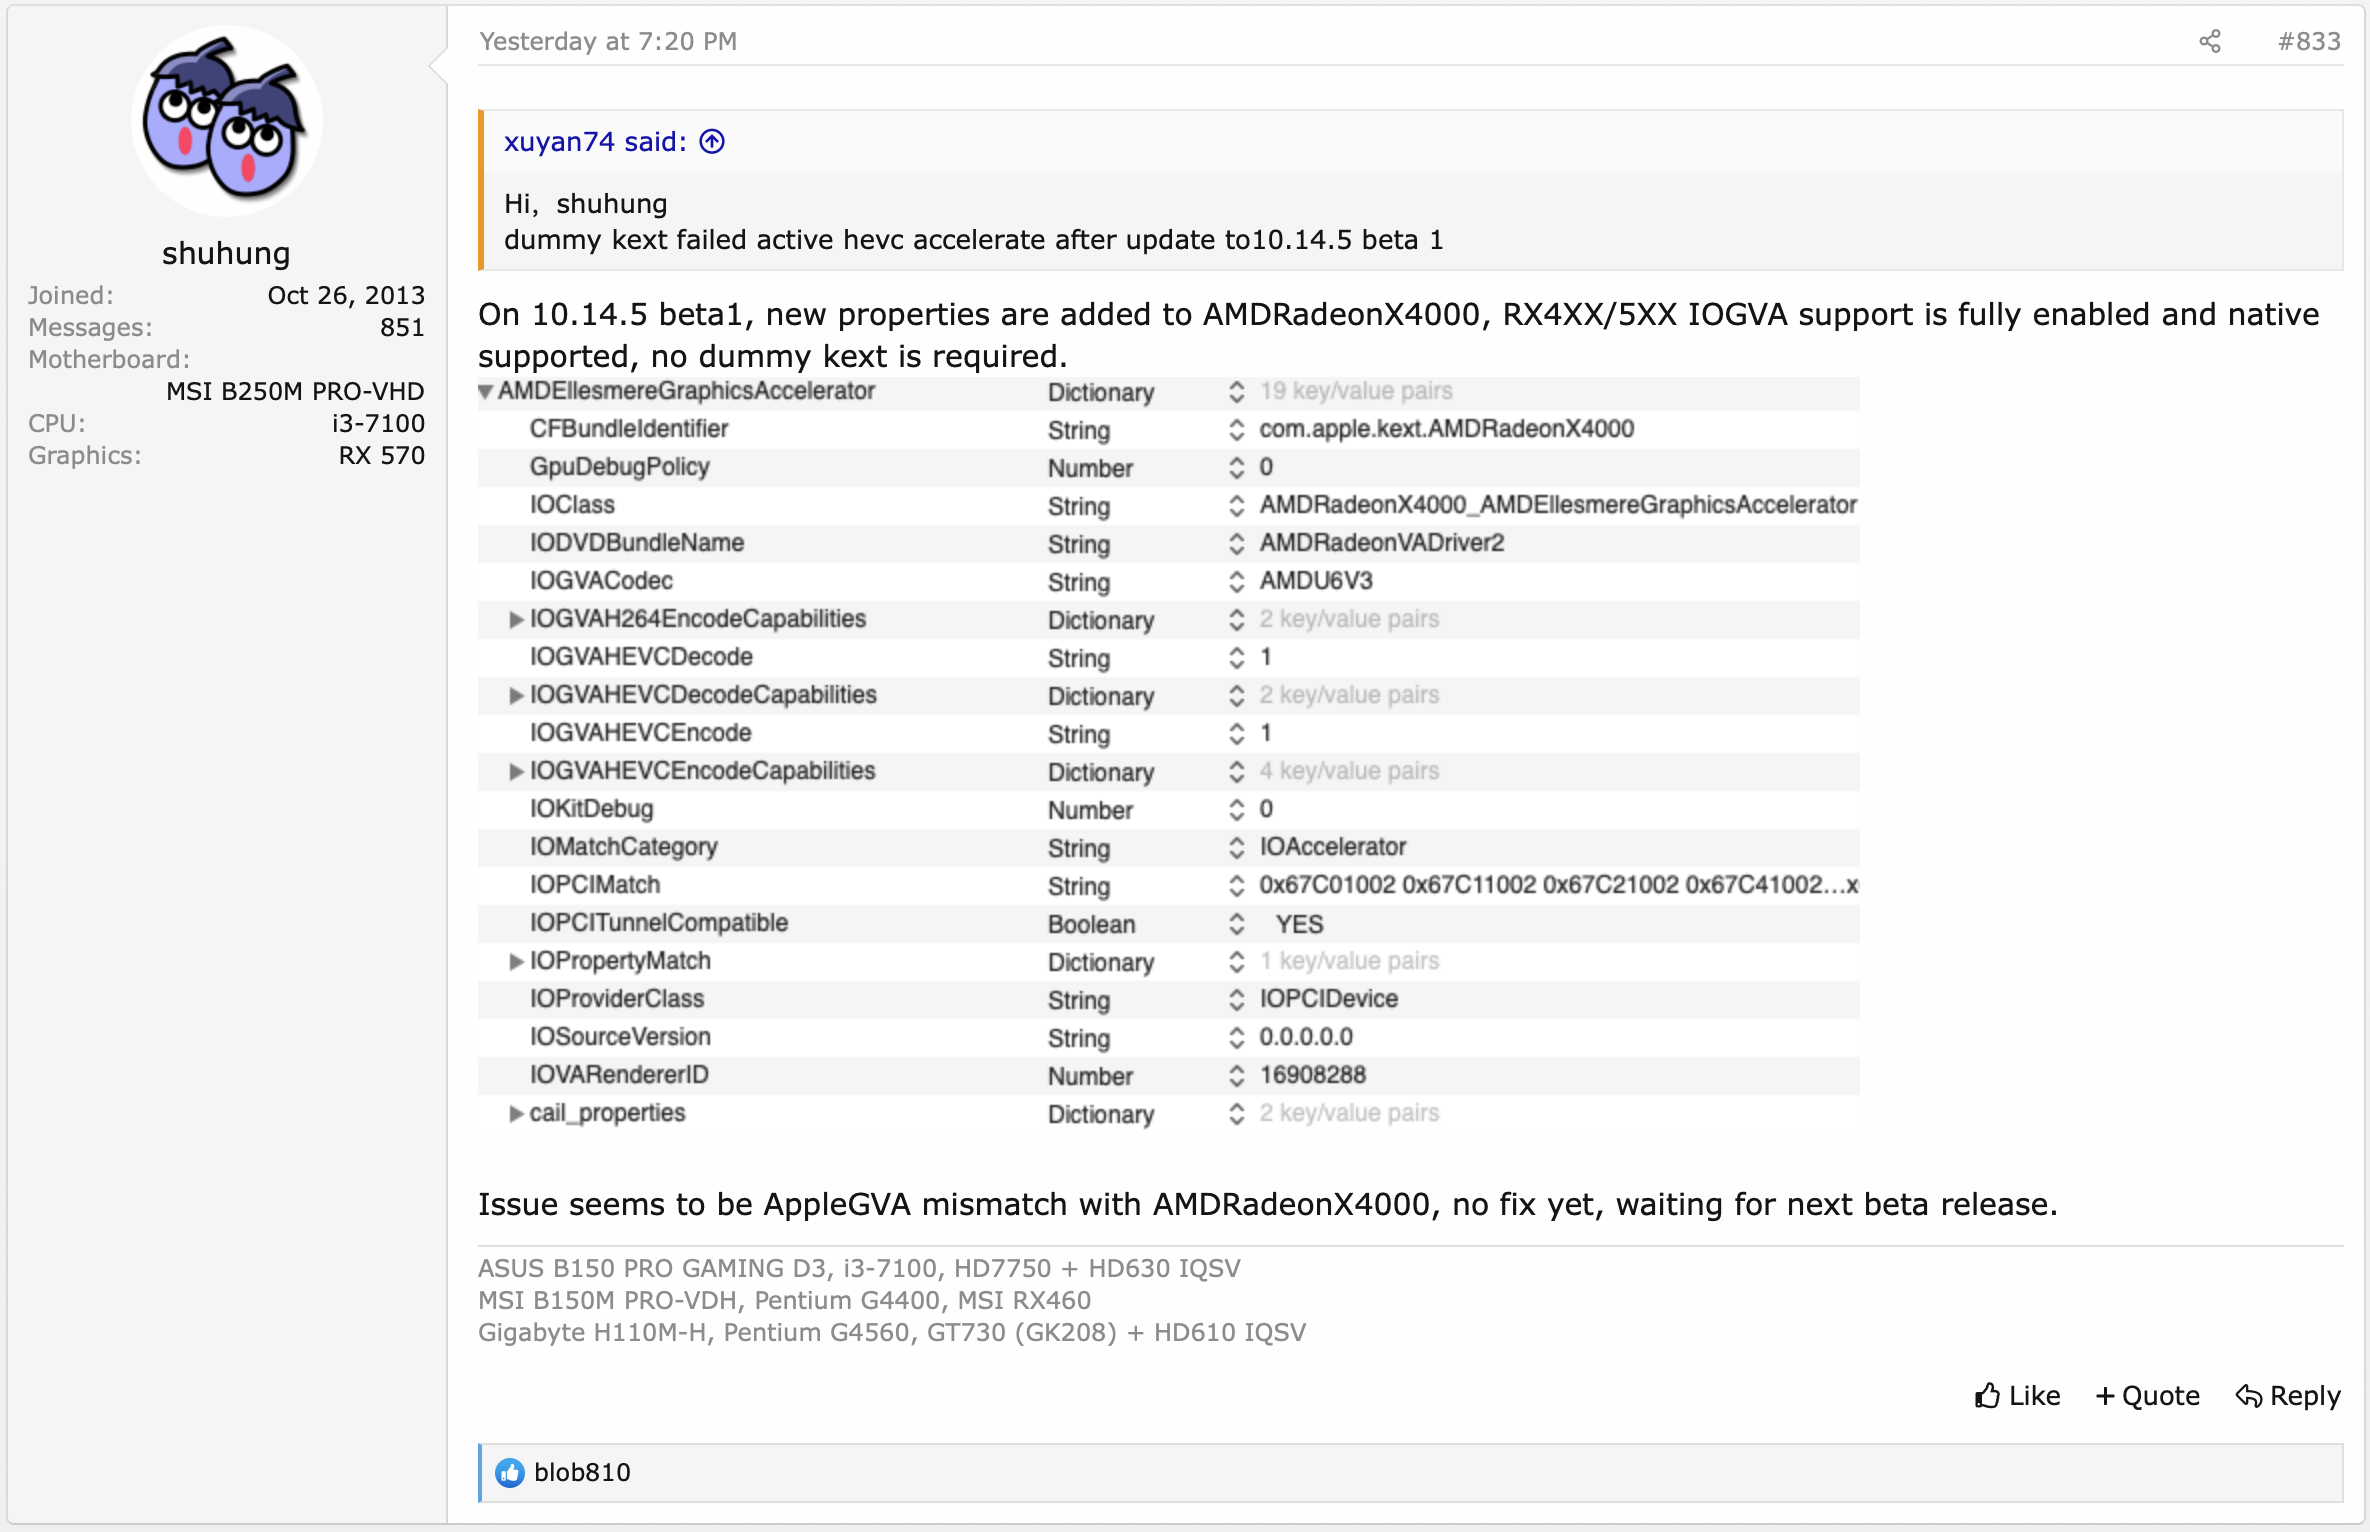 shuhung
Joined: Oct 26, 2013
Messages: 851
Motherboard:
MSI B250M PRO-VHD
CPU: i3-7100
Graphics: RX 570
Yesterday at 7:20 PM #833
xuyan74 said:
Hi, shuhung
dummy kext failed active hevc accelerate after update to10.14.5 beta 1
On 10.14.5 beta1, new properties are added to AMDRadeonX4000, RX4XX/5XX IOGVA support is fully enabled and native
supported, no dummy kext is required.
AMDEllesmereGraphicsAccelerator Dictionary 19 key/value pairs
CFBundleIdentifier String com.apple.kext.AMDRadeonX4000
GpuDebugPolicy Number 0
IOClass String AMDRadeonX4000_AMDEllesmereGraphicsAccelerator
IODVDBundleName String AMDRadeonVADriver2
IOGVACodec String AMDU6V3
IOGVAH264EncodeCapabilities Dictionary 2 key/value pairs
IOGVAHEVCDecode String 1
IOGVAHEVCDecodeCapabilities Dictionary 2 key/value pairs
IOGVAHEVCEncode String 1
IOGVAHEVCEncodeCapabilities Dictionary 4 key/value pairs
IOKitDebug Number 0
IOMatchCategory String IOAccelerator
IOPCIMatch String 0x67C01002 0x67C11002 0x67C21002 0x67C41002...x
IOPCITunnelCompatible Boolean YES
IOPropertyMatch Dictionary 1 key/value pairs
IOProviderClass String IOPCIDevice
IOSourceVersion String 0.0.0.0.0
IOVARendererID Number 16908288
cail_properties Dictionary 2 key/value pairs
Issue seems to be AppleGVA mismatch with AMDRadeonX4000, no fix yet, waiting for next beta release.
ASUS B150 PRO GAMING D3, i3-7100, HD7750 + HD630 IQSV
MSI B150M PRO-VDH, Pentium G4400, MSI RX460
Gigabyte H110M-H, Pentium G4560, GT730 (GK208) + HD610 IQSV
Like + Quote Reply
blob810